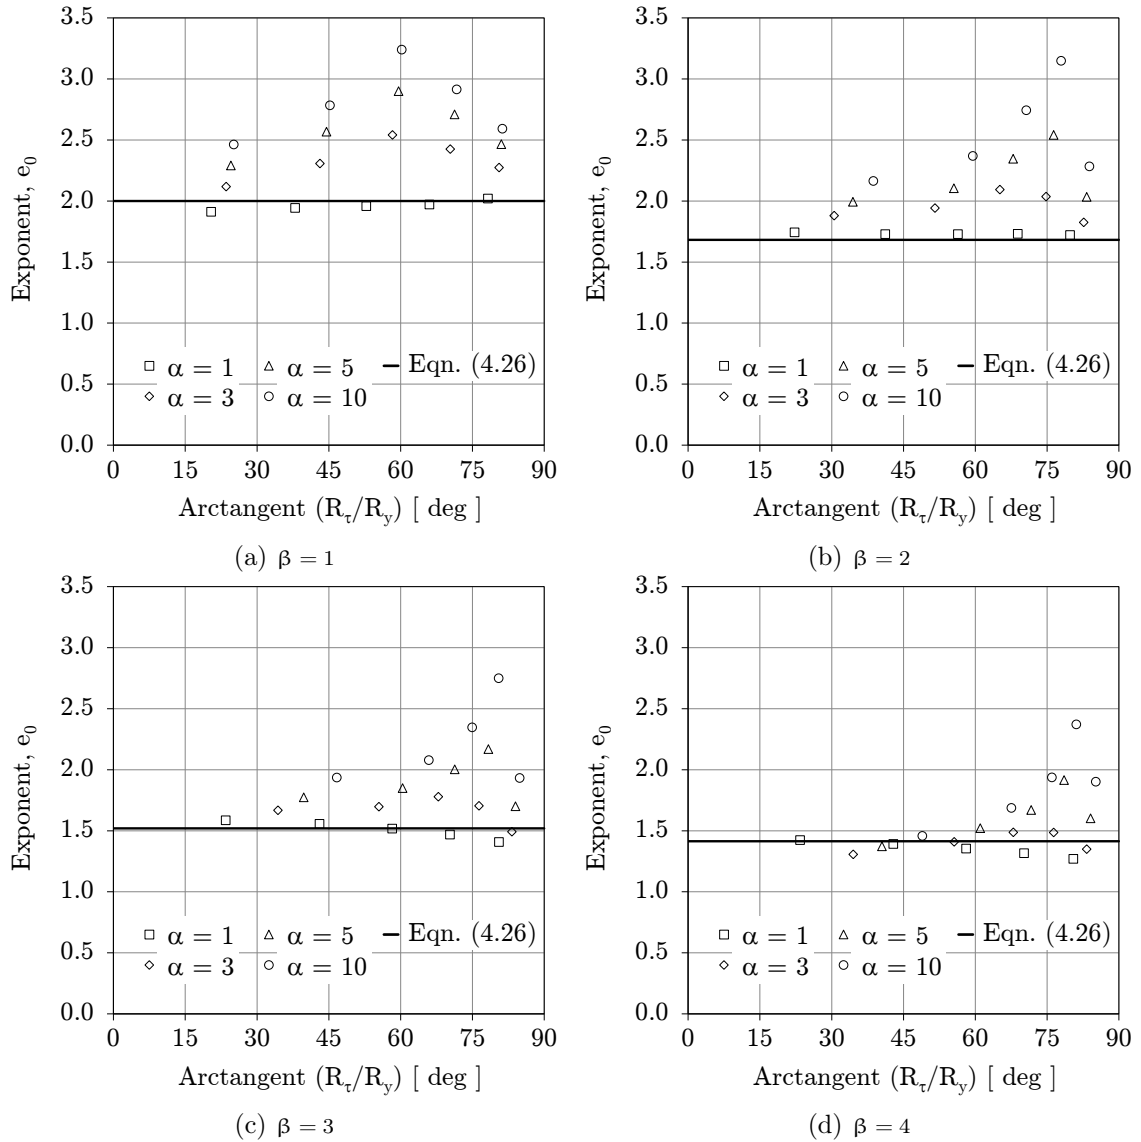 3.5
3.0
2.5
2.0
1.5
1.0
0.5
0.0
Exponent, e₀
α = 1 α = 5 Eqn. (4.26)
α = 3 α = 10
0 15 30 45 60 75 90
Arctangent (Rτ/Ry) [ deg ]
(a) β = 1
3.5
3.0
2.5
2.0
1.5
1.0
0.5
0.0
Exponent, e₀
α = 1 α = 5 Eqn. (4.26)
α = 3 α = 10
0 15 30 45 60 75 90
Arctangent (Rτ/Ry) [ deg ]
(b) β = 2
3.5
3.0
2.5
2.0
1.5
1.0
0.5
0.0
Exponent, e₀
α = 1 α = 5 Eqn. (4.26)
α = 3 α = 10
0 15 30 45 60 75 90
Arctangent (Rτ/Ry) [ deg ]
(c) β = 3
3.5
3.0
2.5
2.0
1.5
1.0
0.5
0.0
Exponent, e₀
α = 1 α = 5 Eqn. (4.26)
α = 3 α = 10
0 15 30 45 60 75 90
Arctangent (Rτ/Ry) [ deg ]
(d) β = 4